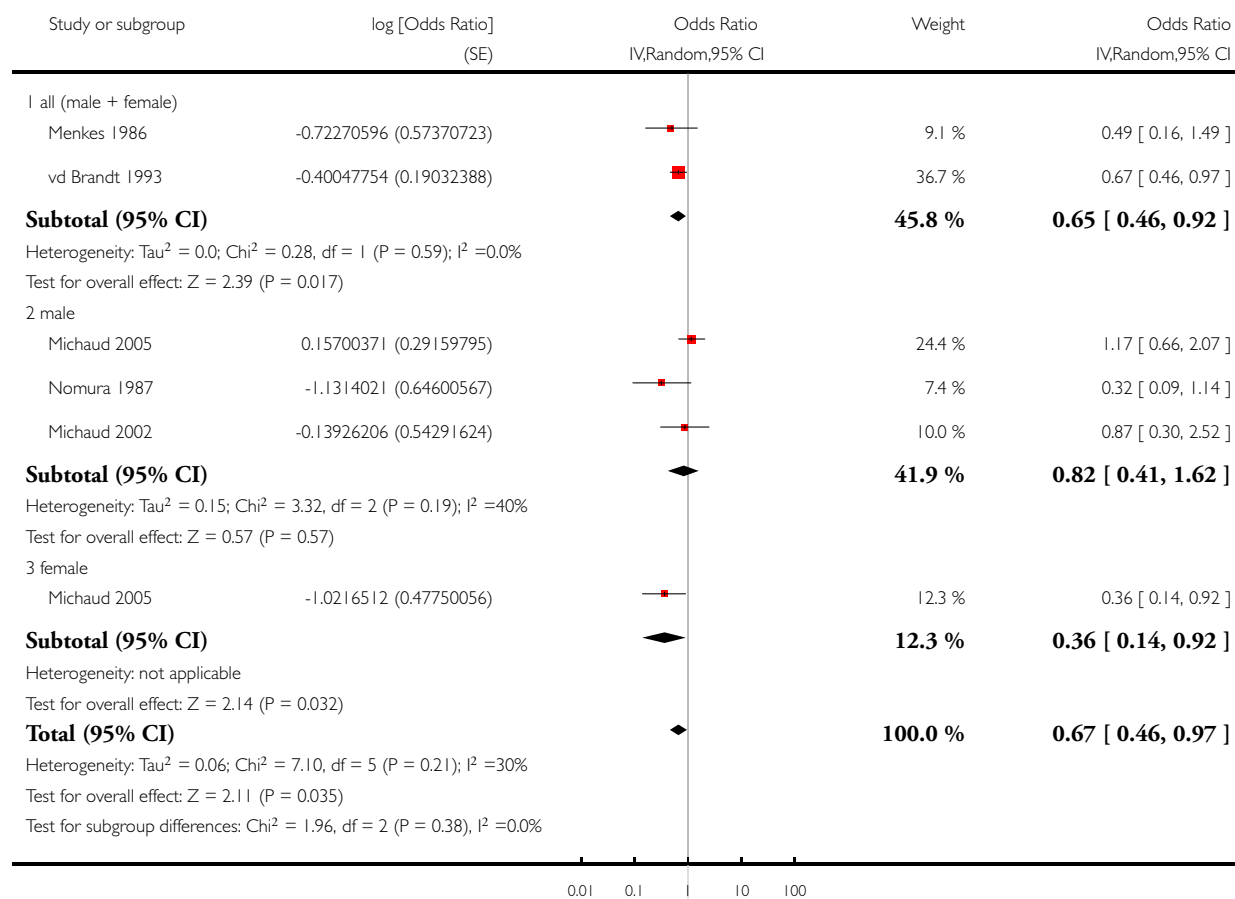 Study or subgroup log [Odds Ratio] Odds Ratio Weight Odds Ratio
(SE) IV,Random,95% CI IV,Random,95% CI
1 all (male + female)
Menkes 1986 -0.72270596 (0.57370723) 9.1 % 0.49 [ 0.16, 1.49 ]
vd Brandt 1993 -0.40047754 (0.19032388) 36.7 % 0.67 [ 0.46, 0.97 ]
Subtotal (95% CI) 45.8 % 0.65 [ 0.46, 0.92 ]
Heterogeneity: Tau² = 0.0; Chi² = 0.28, df = 1 (P = 0.59); I² =0.0%
Test for overall effect: Z = 2.39 (P = 0.017)
2 male
Michaud 2005 0.15700371 (0.29159795) 24.4 % 1.17 [ 0.66, 2.07 ]
Nomura 1987 -1.1314021 (0.64600567) 7.4 % 0.32 [ 0.09, 1.14 ]
Michaud 2002 -0.13926206 (0.54291624) 10.0 % 0.87 [ 0.30, 2.52 ]
Subtotal (95% CI) 41.9 % 0.82 [ 0.41, 1.62 ]
Heterogeneity: Tau² = 0.15; Chi² = 3.32, df = 2 (P = 0.19); I² =40%
Test for overall effect: Z = 0.57 (P = 0.57)
3 female
Michaud 2005 -1.0216512 (0.47750056) 12.3 % 0.36 [ 0.14, 0.92 ]
Subtotal (95% CI) 12.3 % 0.36 [ 0.14, 0.92 ]
Heterogeneity: not applicable
Test for overall effect: Z = 2.14 (P = 0.032)
Total (95% CI) 100.0 % 0.67 [ 0.46, 0.97 ]
Heterogeneity: Tau² = 0.06; Chi² = 7.10, df = 5 (P = 0.21); I² =30%
Test for overall effect: Z = 2.11 (P = 0.035)
Test for subgroup differences: Chi² = 1.96, df = 2 (P = 0.38), I² =0.0%
0.01 0.1 1 10 100